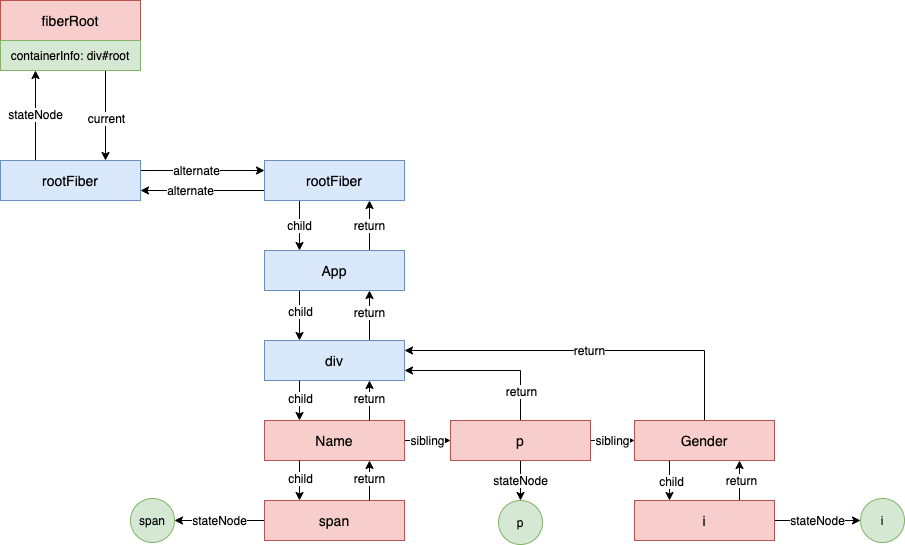 fiberRoot
containerInfo: div#root
stateNode
current
rootFiber
alternate
alternate
rootFiber
child
return
App
child
return
div
return
child
return
return
Name
sibling
p
sibling
Gender
child
return
stateNode
child
return
span
stateNode
span
p
i
stateNode
i